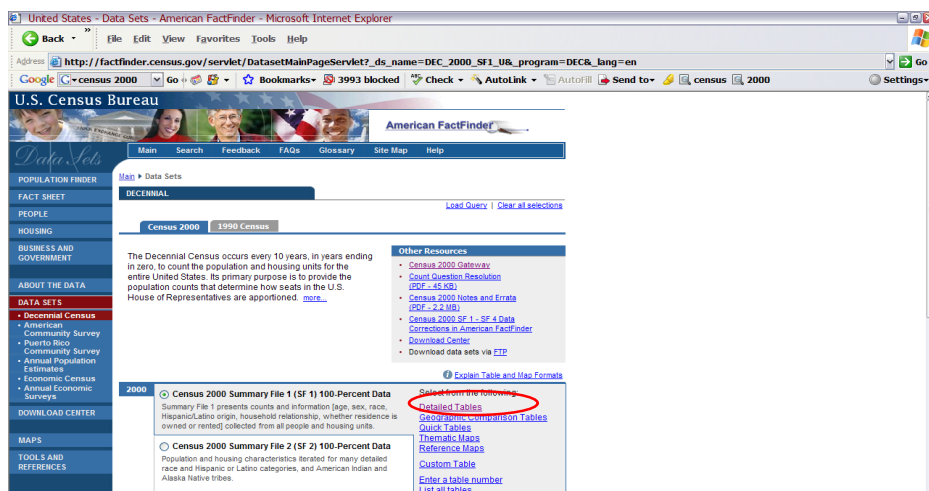 United States - Data Sets - American FactFinder - Microsoft Internet Explorer
Back File Edit View Favorites Tools Help
Address http://factfinder.census.gov/servlet/DatasetMainPageServlet?_ds_name=DEC_2000_SF1_U&_program=DEC&_lang=en Go
Google census 2000 Go Bookmarks 3993 blocked Check AutoLink AutoFill Send to census 2000 Settings
U.S. Census Bureau
American FactFinder
Main Search Feedback FAQs Glossary Site Map Help
Data Sets
POPULATION FINDER
FACT SHEET
PEOPLE
HOUSING
BUSINESS AND
GOVERNMENT
ABOUT THE DATA
DATA SETS
• Decennial Census
• American
Community Survey
• Puerto Rico
Community Survey
• Annual Population
Estimates
• Economic Census
• Annual Economic
Surveys
DOWNLOAD CENTER
MAPS
TOOLS AND
REFERENCES
Main ▶ Data Sets
DECENNIAL
Load Query | Clear all selections
Census 2000 1990 Census
The Decennial Census occurs every 10 years, in years ending
in zero, to count the population and housing units for the
entire United States. Its primary purpose is to provide the
population counts that determine how seats in the U.S.
House of Representatives are apportioned. more...
Other Resources
• Census 2000 Gateway
• Count Question Resolution
(PDF - 45 KB)
• Census 2000 Notes and Errata
(PDF - 2.2 MB)
• Census 2000 SF 1 - SF 4 Data
Corrections in American FactFinder
• Download Center
• Download data sets via FTP
Explain Table and Map Formats
2000
Census 2000 Summary File 1 (SF 1) 100-Percent Data
Summary File 1 presents counts and information [age, sex, race,
Hispanic/Latino origin, household relationship, whether residence is
owned or rented] collected from all people and housing units.
Census 2000 Summary File 2 (SF 2) 100-Percent Data
Population and housing characteristics iterated for many detailed
race and Hispanic or Latino categories, and American Indian and
Alaska Native tribes.
Select from the following:
Detailed Tables
Geographic Comparison Tables
Quick Tables
Thematic Maps
Reference Maps
Custom Table
Enter a table number
List all tables